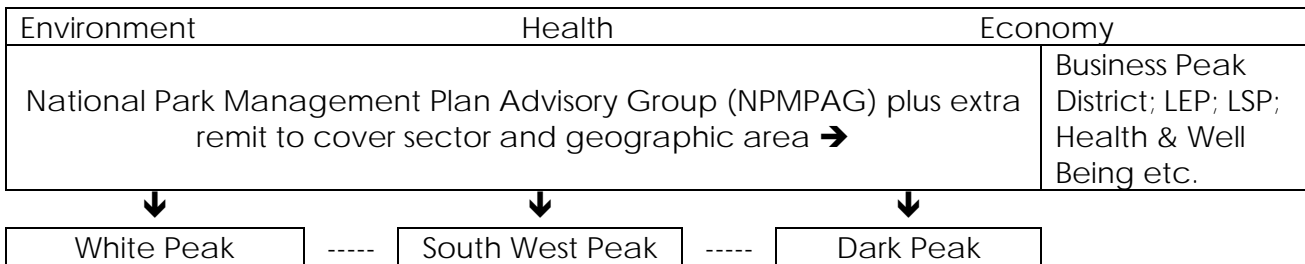 Environment Health Economy
National Park Management Plan Advisory Group (NPMPAG) plus extra
remit to cover sector and geographic area ➔
Business Peak
District; LEP; LSP;
Health & Well
Being etc.
White Peak ----- South West Peak ----- Dark Peak